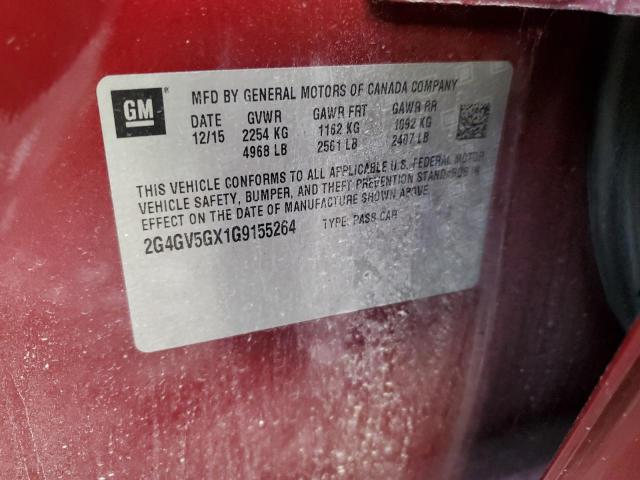 GM
MFD BY GENERAL MOTORS OF CANADA COMPANY
DATE GVWR GAWR FRT GAWR RR
12/15 2254 KG 1162 KG 1092 KG
4968 LB 2561 LB 2407 LB
THIS VEHICLE CONFORMS TO ALL APPLICABLE U.S. FEDERAL MOTOR
VEHICLE SAFETY, BUMPER, AND THEFT PREVENTION STANDARDS IN
EFFECT ON THE DATE OF MANUFACTURE SHOWN ABOVE.
2G4GV5GX1G9155264 TYPE: PASS CAR